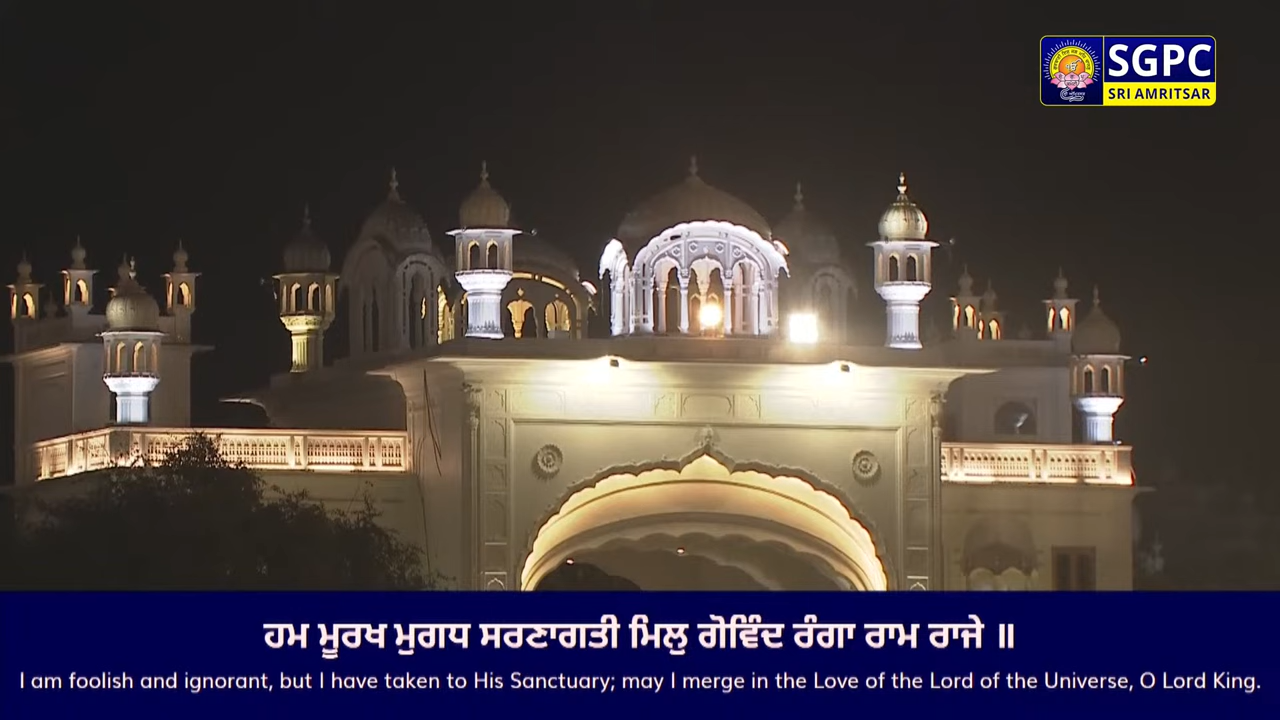 SGPC
SRI AMRITSAR
ਹਮ ਮੂਰਖ ਮੁਗਧ ਸਰਣਾਗਤੀ ਮਿਲੁ ਗੋਵਿੰਦ ਰੰਗਾ ਰਾਮ ਰਾਜੇ ॥
I am foolish and ignorant, but I have taken to His Sanctuary; may I merge in the Love of the Lord of the Universe, O Lord King.